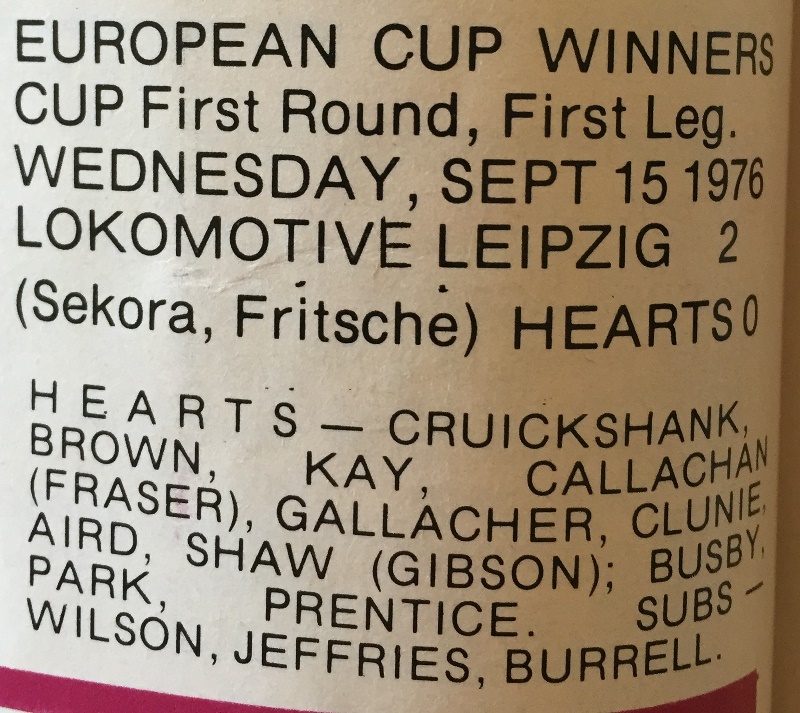 EUROPEAN CUP WINNERS
CUP First Round, First Leg.
WEDNESDAY, SEPT 15 1976
LOKOMOTIVE LEIPZIG 2
(Sekora, Fritsche) HEARTS 0
HEARTS — CRUICKSHANK,
BROWN, KAY, CALLACHAN
(FRASER), GALLACHER, CLUNIE,
AIRD, SHAW (GIBSON); BUSBY,
PARK, PRENTICE. SUBS —
WILSON, JEFFRIES, BURRELL.